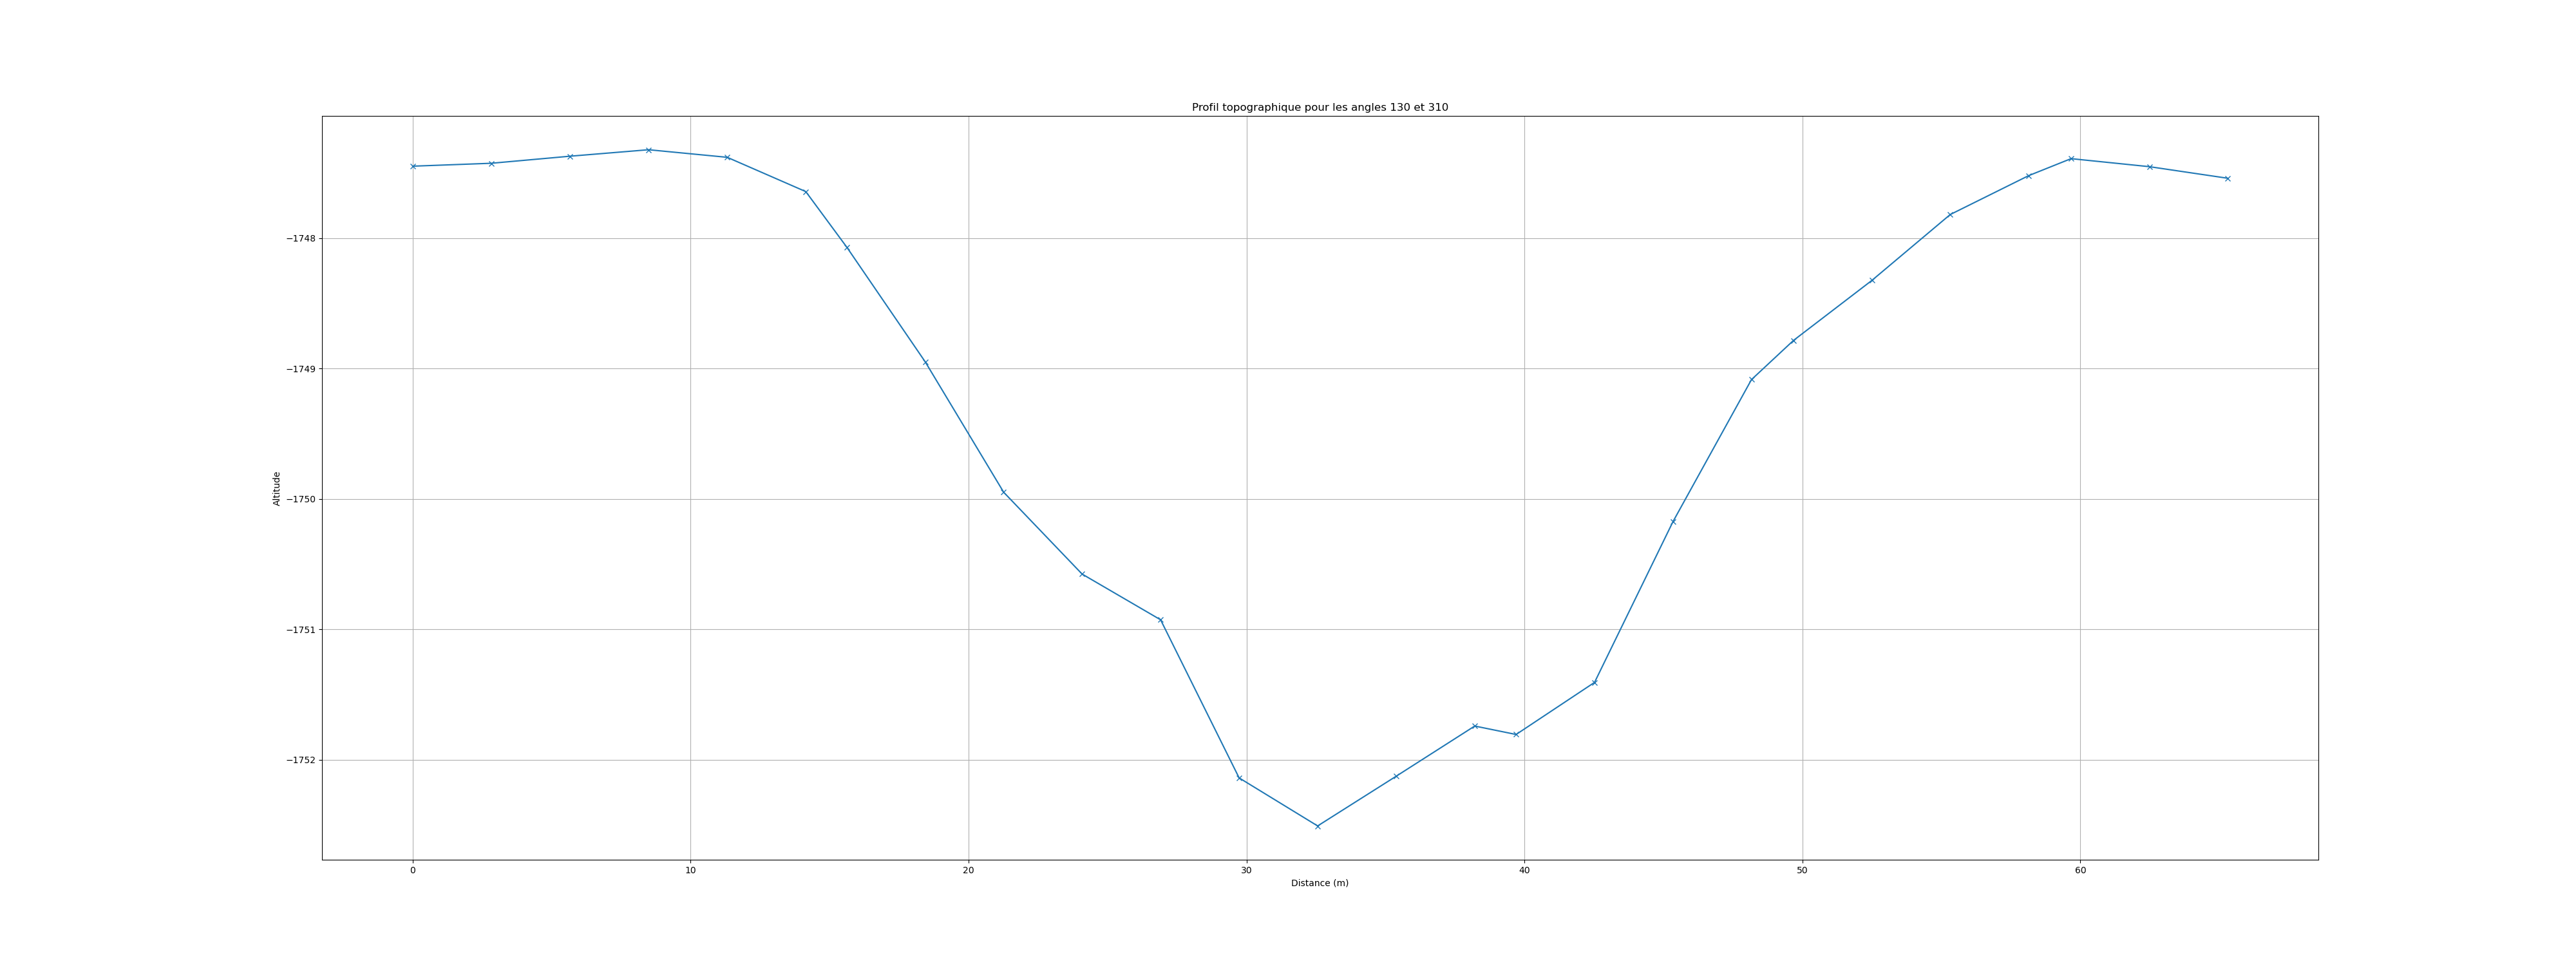 Profil topographique pour les angles 130 et 310
Altitude
−1748
−1749
−1750
−1751
−1752
0 10 20 30 40 50 60
Distance (m)